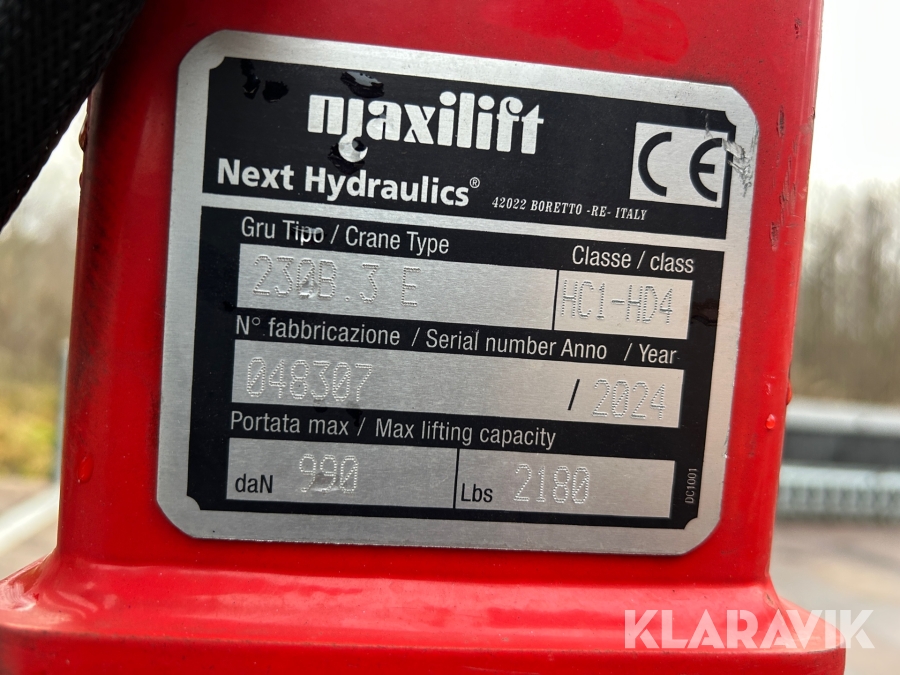 maxilift
Next Hydraulics®
42022 BORETTO -RE- ITALY
CE
Gru Tipo / Crane Type
Classe / class
230B.3 E
HC1-HD4
N° fabbricazione / Serial number Anno / Year
048307 / 2024
Portata max / Max lifting capacity
daN 990
Lbs 2180
DC1001
KLARAVIK